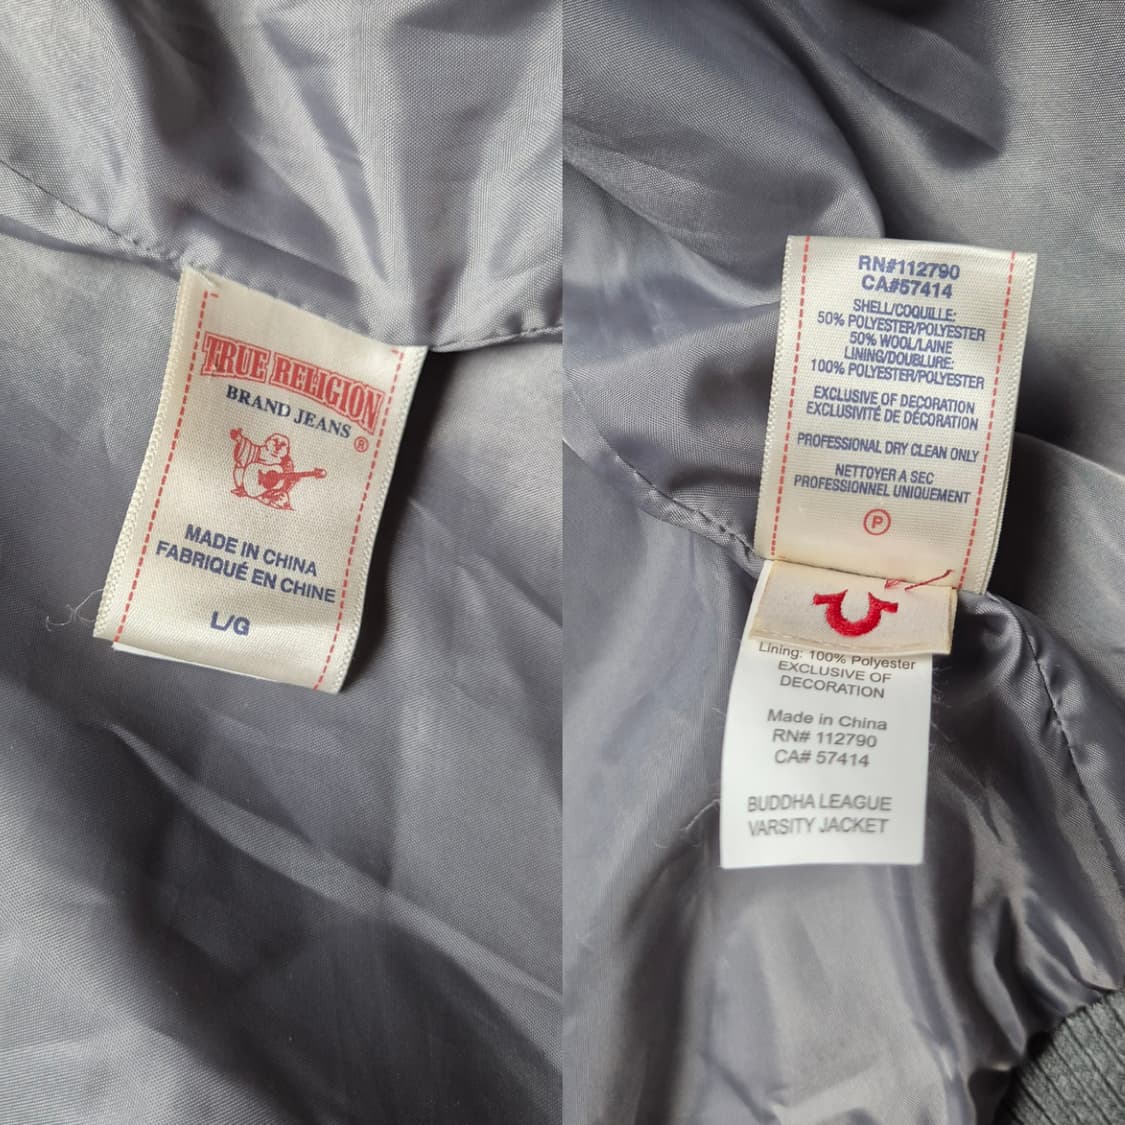 TRUE RELIGION
BRAND JEANS
®
MADE IN CHINA
FABRIQUÉ EN CHINE
L/G
RN#112790
CA#57414
SHELL/COQUILLE:
50% POLYESTER/POLYESTER
50% WOOL/LAINE
LINING/DOUBLURE:
100% POLYESTER/POLYESTER
EXCLUSIVE OF DECORATION
EXCLUSIVITÉ DE DÉCORATION
PROFESSIONAL DRY CLEAN ONLY
NETTOYER A SEC
PROFESSIONNEL UNIQUEMENT
P
Lining: 100% Polyester
EXCLUSIVE OF
DECORATION
Made in China
RN# 112790
CA# 57414
BUDDHA LEAGUE
VARSITY JACKET